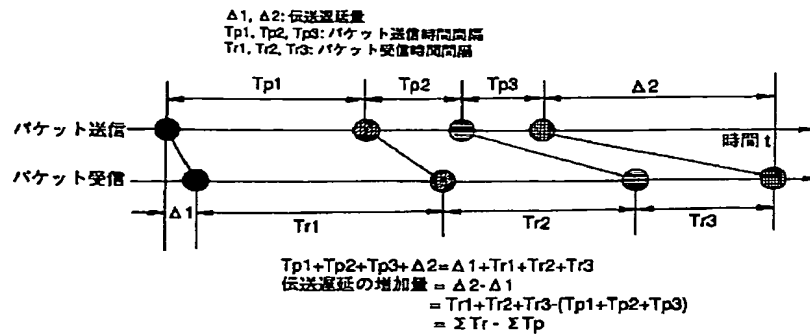 Δ1, Δ2: 伝送遅延量
Tp1, Tp2, Tp3: パケット送信時間間隔
Tr1, Tr2, Tr3: パケット受信時間間隔
Tp1 Tp2 Tp3 Δ2
パケット送信
時間 t
パケット受信
Δ1 Tr1 Tr2 Tr3
Tp1+Tp2+Tp3+Δ2=Δ1+Tr1+Tr2+Tr3
伝送遅延の増加量 = Δ2-Δ1
= Tr1+Tr2+Tr3-(Tp1+Tp2+Tp3)
= ΣTr - ΣTp